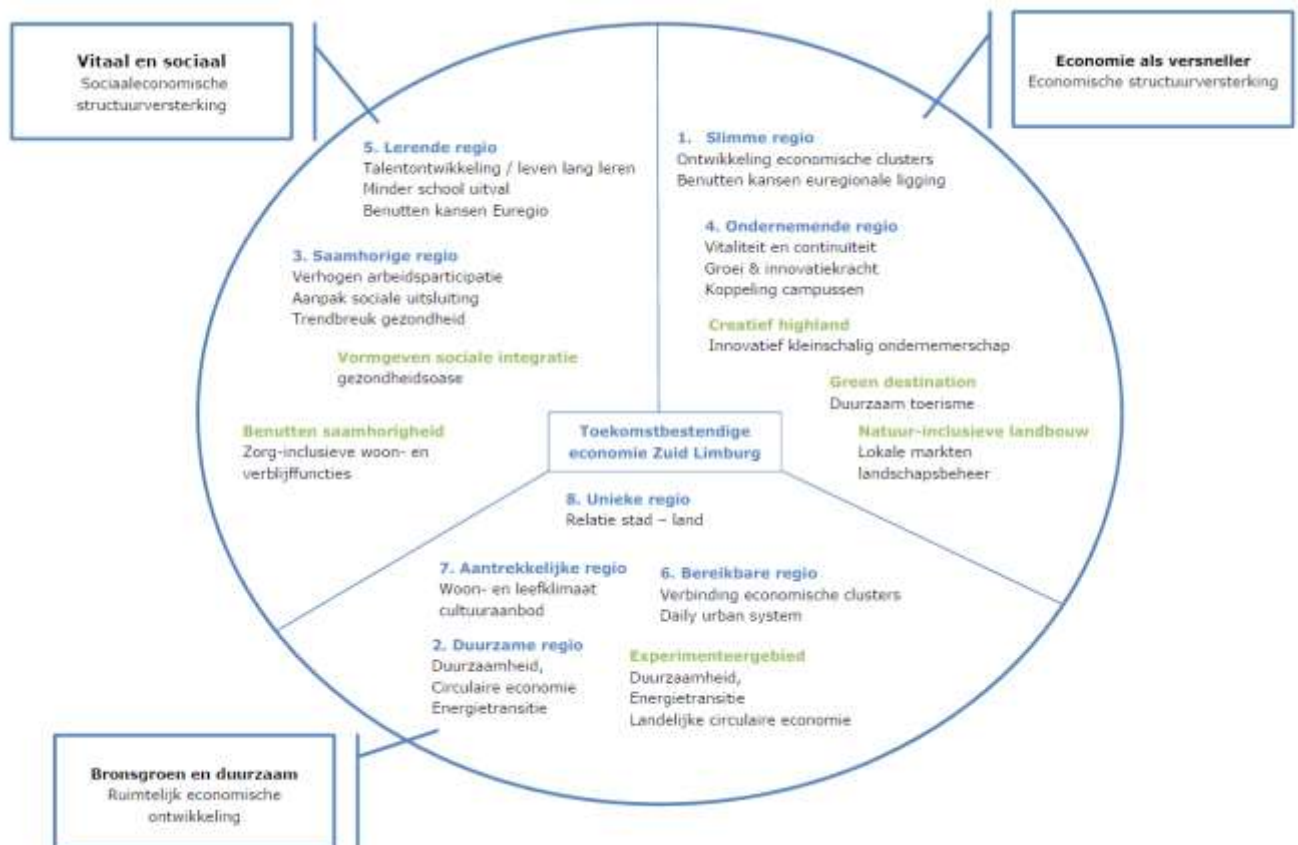 Vitaal en sociaal
Sociaaleconomische
structuurversterking
Economie als versneller
Economische structuurversterking
5. Lerende regio
Talentontwikkeling / leven lang leren
Minder school uitval
Benutten kansen Euregio
1. Slimme regio
Ontwikkeling economische clusters
Benutten kansen euregionale ligging
4. Ondernemende regio
Vitaliteit en continuïteit
Groei & innovatiekracht
Koppeling campussen
3. Saamhorige regio
Verhogen arbeidsparticipatie
Aanpak sociale uitsluiting
Trendbreuk gezondheid
Creatief highland
Innovatief kleinschalig ondernemerschap
Vormgeven sociale integratie
gezondheidsoase
Green destination
Duurzaam toerisme
Benutten saamhorigheid
Zorg-inclusieve woon- en
verblijffuncties
Natuur-inclusieve landbouw
Lokale markten
landschapsbeheer
Toekomstbestendige
economie Zuid Limburg
8. Unieke regio
Relatie stad – land
7. Aantrekkelijke regio
Woon- en leefklimaat
cultuuraanbod
6. Bereikbare regio
Verbinding economische clusters
Daily urban system
2. Duurzame regio
Duurzaamheid,
Circulaire economie
Energietransitie
Experimenteergebied
Duurzaamheid,
Energietransitie
Landelijke circulaire economie
Bronsgroen en duurzaam
Ruimtelijk economische
ontwikkeling